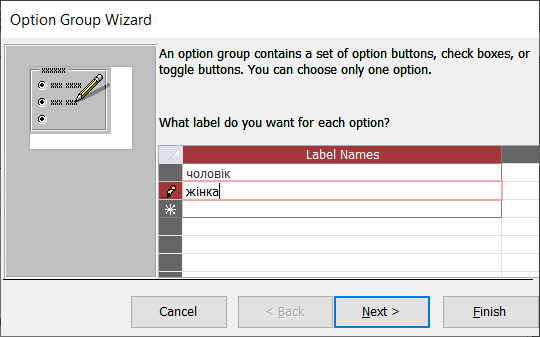 Option Group Wizard
An option group contains a set of option buttons, check boxes, or
toggle buttons. You can choose only one option.
What label do you want for each option?
Label Names
чоловік
жінка
Cancel
< Back
Next >
Finish